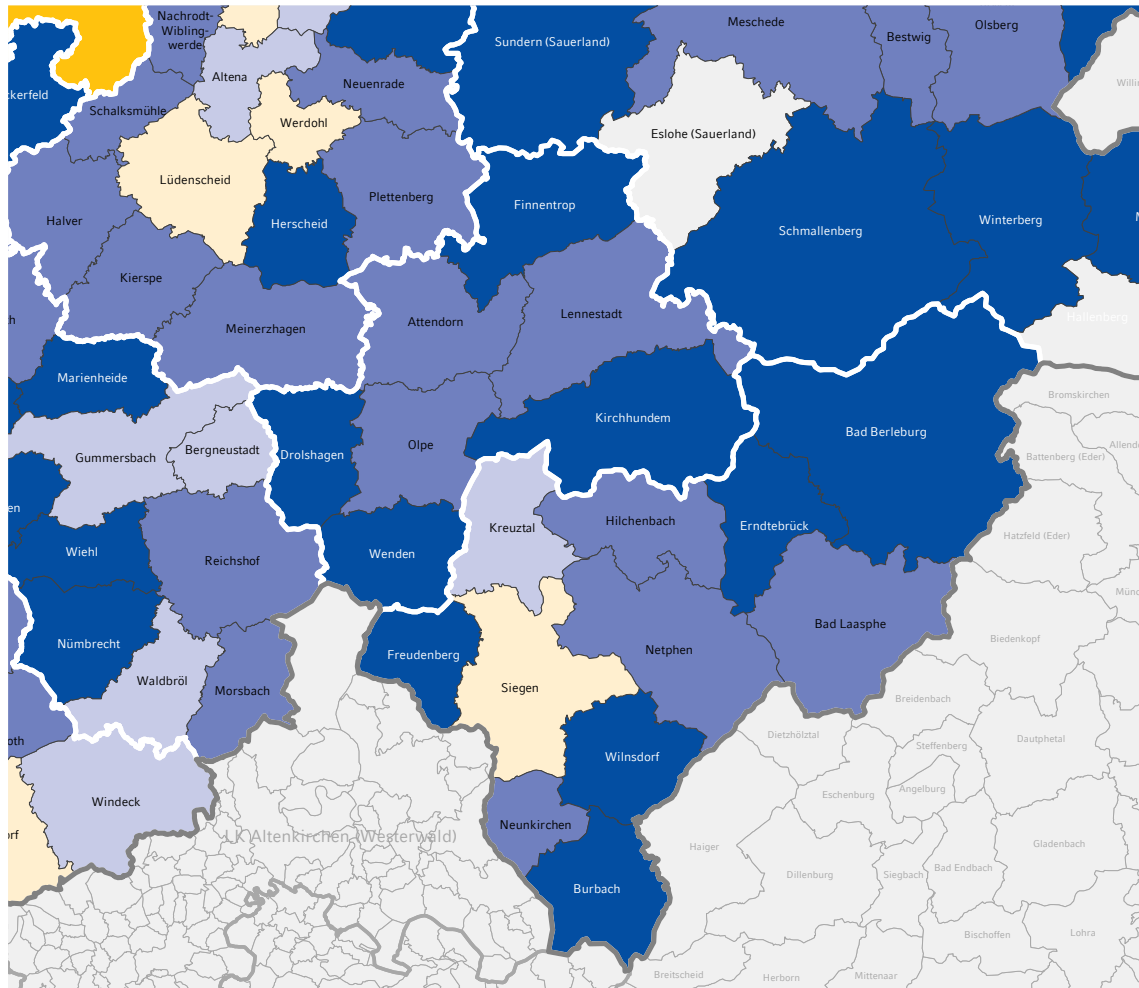 Nachrodt-
Wibling-
werde
Meschede
Olsberg
Bestwig
Sundern (Sauerland)
Altena
Neuenrade
ckerfeld
Schalksmühle
Werdohl
Eslohe (Sauerland)
Lüdenscheid
Plettenberg
Finnentrop
Halver
Herscheid
Schmallenberg
Winterberg
Kierspe
Hallenberg
Meinerzhagen
Attendorn
Lennestadt
Marienheide
Bromskirchen
Kirchhundem
Bad Berleburg
Olpe
Gummersbach
Bergneustadt
Drolshagen
Battenberg (Eder)
en
Kreuztal
Hilchenbach
Erndtebrück
Hatzfeld (Eder)
Wiehl
Reichshof
Wenden
Bad Laasphe
Biedenkopf
Nümbrecht
Freudenberg
Netphen
Waldbröl
Morsbach
Siegen
Breidenbach
oth
Dietzhölztal
Steffenberg
Dautphetal
Wilnsdorf
Angelburg
Eschenburg
Windeck
Neunkirchen
orf
LK Altenkirchen (Westerwald)
Haiger
Gladenbach
Dillenburg
Siegbach
Bad Endbach
Burbach
Bischoffen
Lohra
Breitscheid
Herborn
Mittenaar